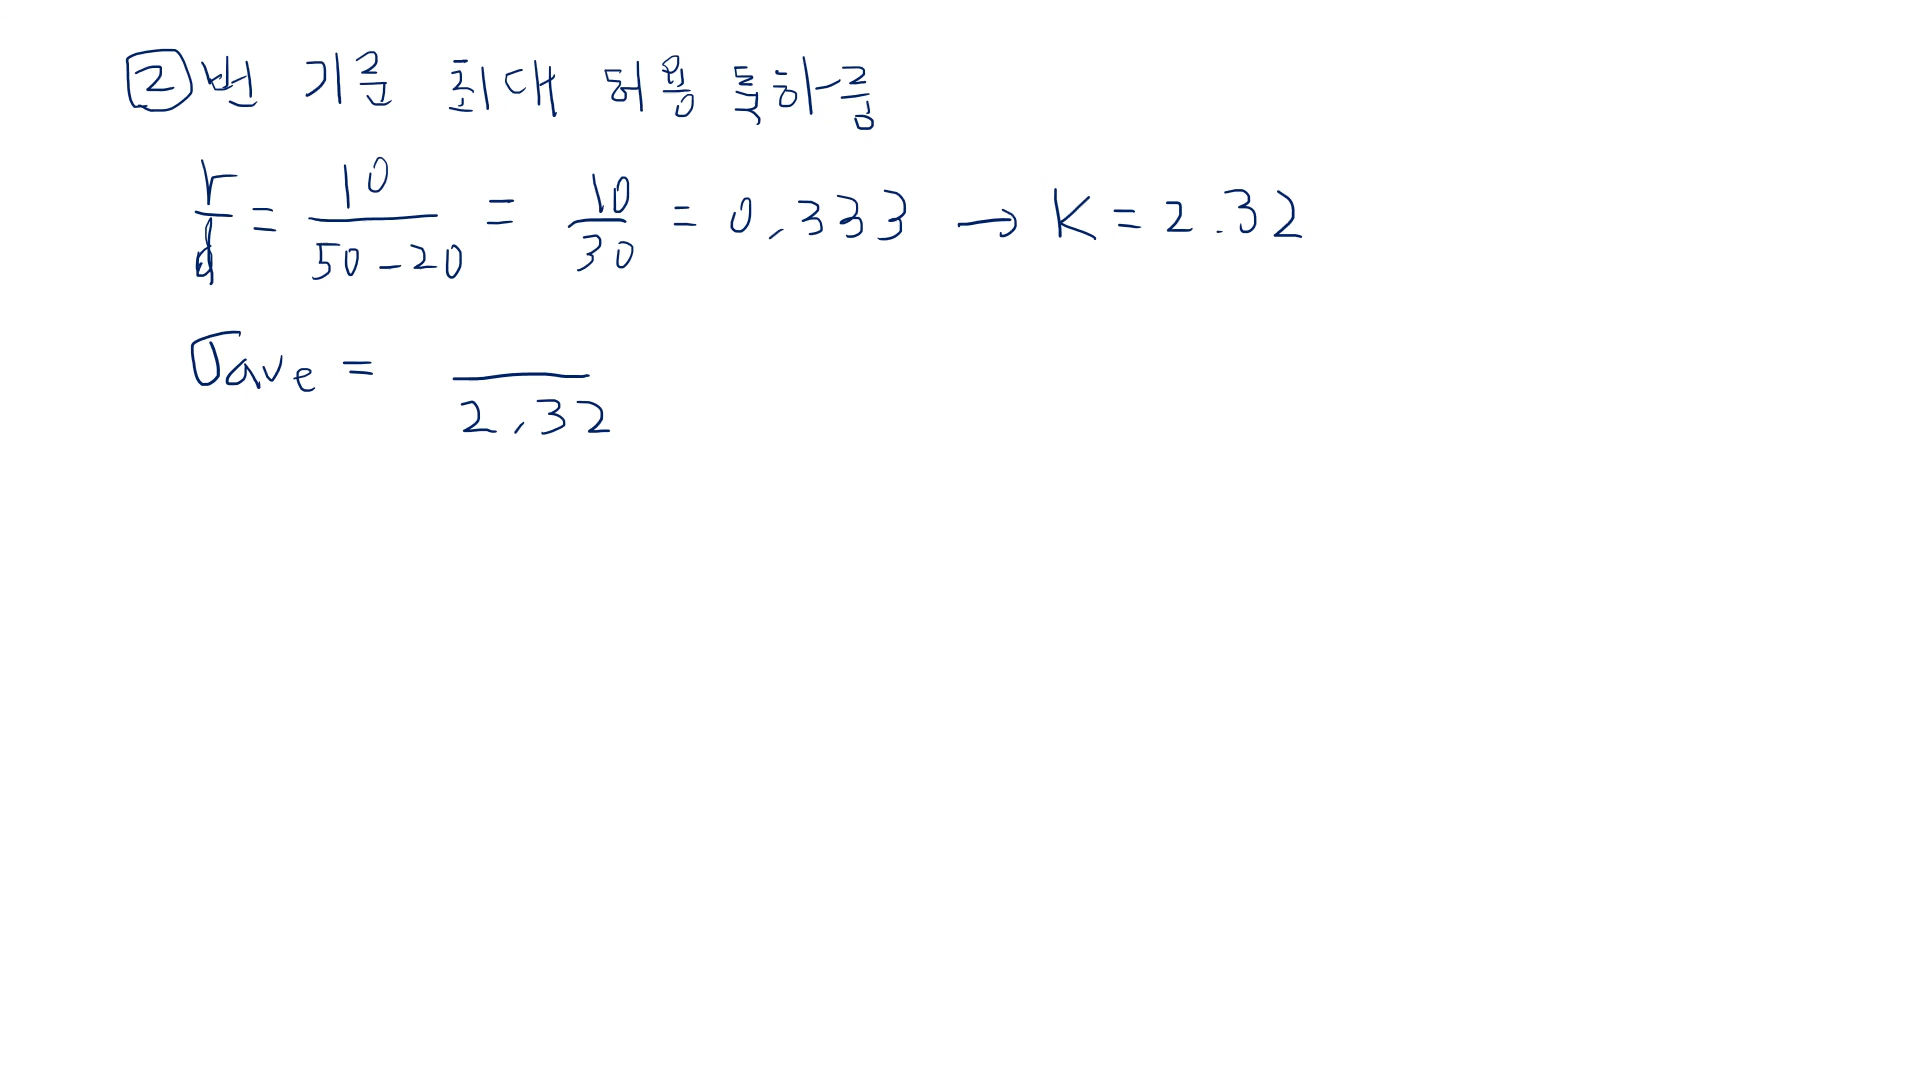 ②번 기준 최대 허용 특하중
r/d = 10/(50-20) = 10/30 = 0.333 → K = 2.32
σave = /2.32